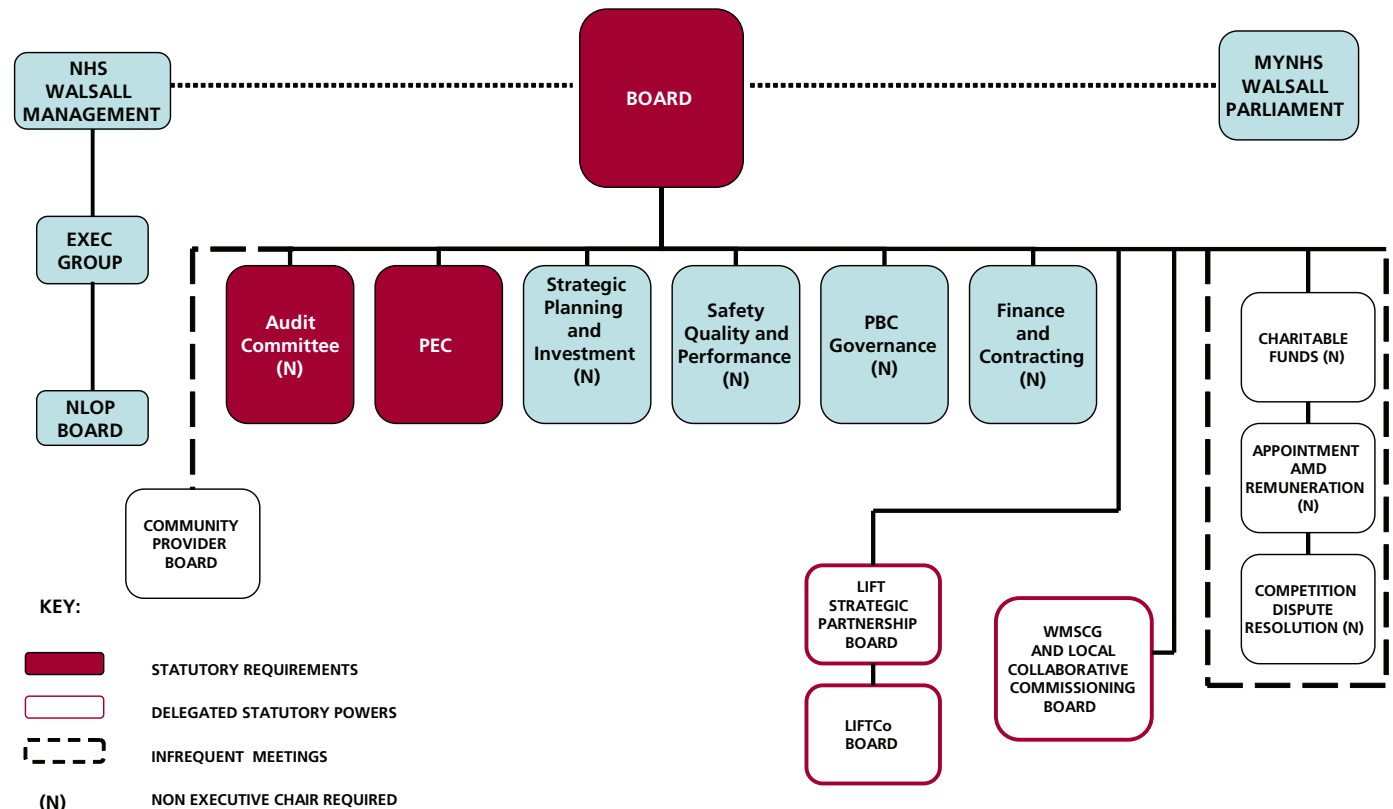 NHS
WALSALL
MANAGEMENT
BOARD
MYNHS
WALSALL
PARLIAMENT
EXEC
GROUP
NLOP
BOARD
Audit
Committee
(N)
PEC
Strategic
Planning
and
Investment
(N)
Safety
Quality and
Performance
(N)
PBC
Governance
(N)
Finance
and
Contracting
(N)
CHARITABLE
FUNDS (N)
APPOINTMENT
AMD
REMUNERATION
(N)
COMPETITION
DISPUTE
RESOLUTION (N)
COMMUNITY
PROVIDER
BOARD
LIFT
STRATEGIC
PARTNERSHIP
BOARD
LIFTCo
BOARD
WMSCG
AND LOCAL
COLLABORATIVE
COMMISSIONING
BOARD
KEY:
STATUTORY REQUIREMENTS
DELEGATED STATUTORY POWERS
INFREQUENT MEETINGS
(N) NON EXECUTIVE CHAIR REQUIRED